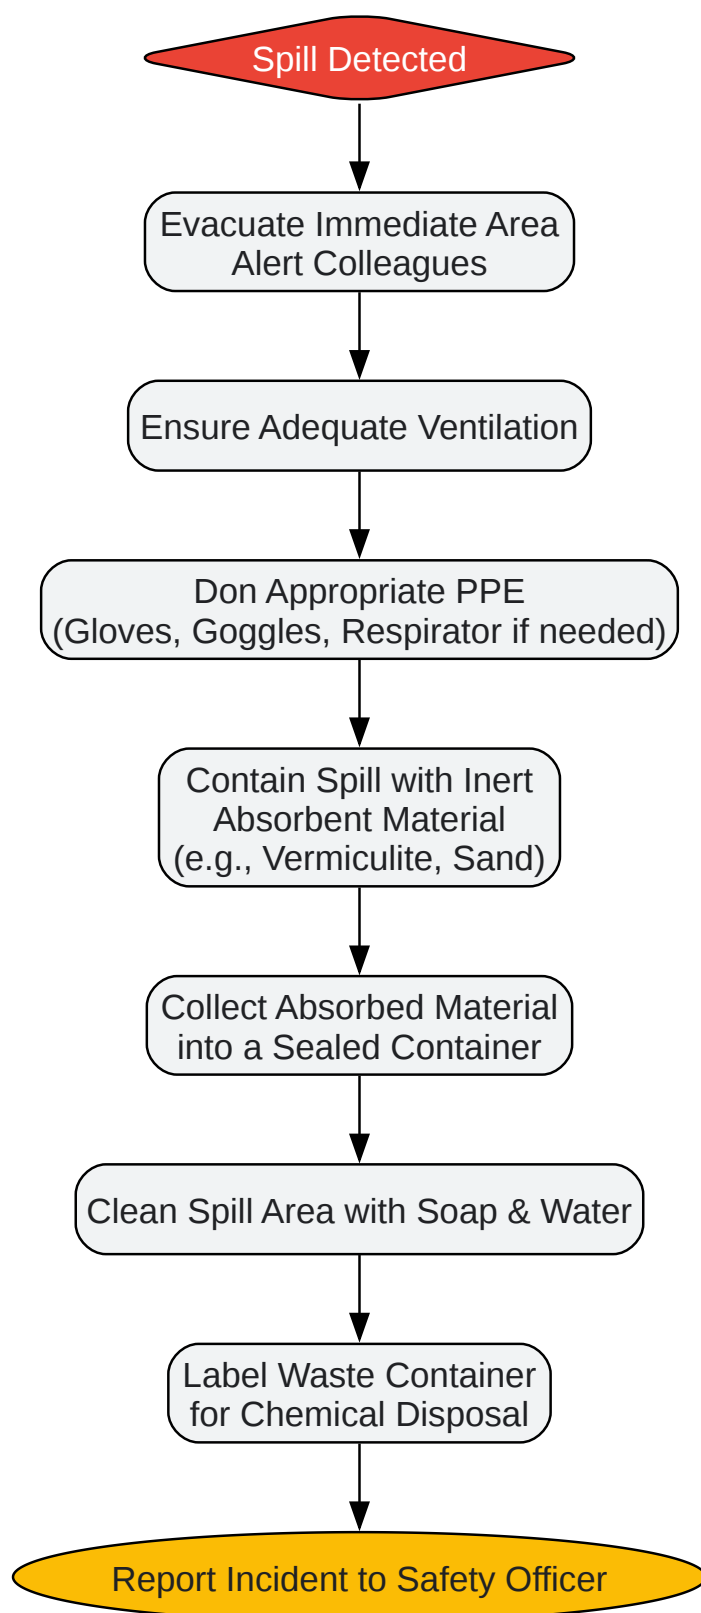 Spill Detected
Evacuate Immediate Area
Alert Colleagues
Ensure Adequate Ventilation
Don Appropriate PPE
(Gloves, Goggles, Respirator if needed)
Contain Spill with Inert
Absorbent Material
(e.g., Vermiculite, Sand)
Collect Absorbed Material
into a Sealed Container
Clean Spill Area with Soap & Water
Label Waste Container
for Chemical Disposal
Report Incident to Safety Officer